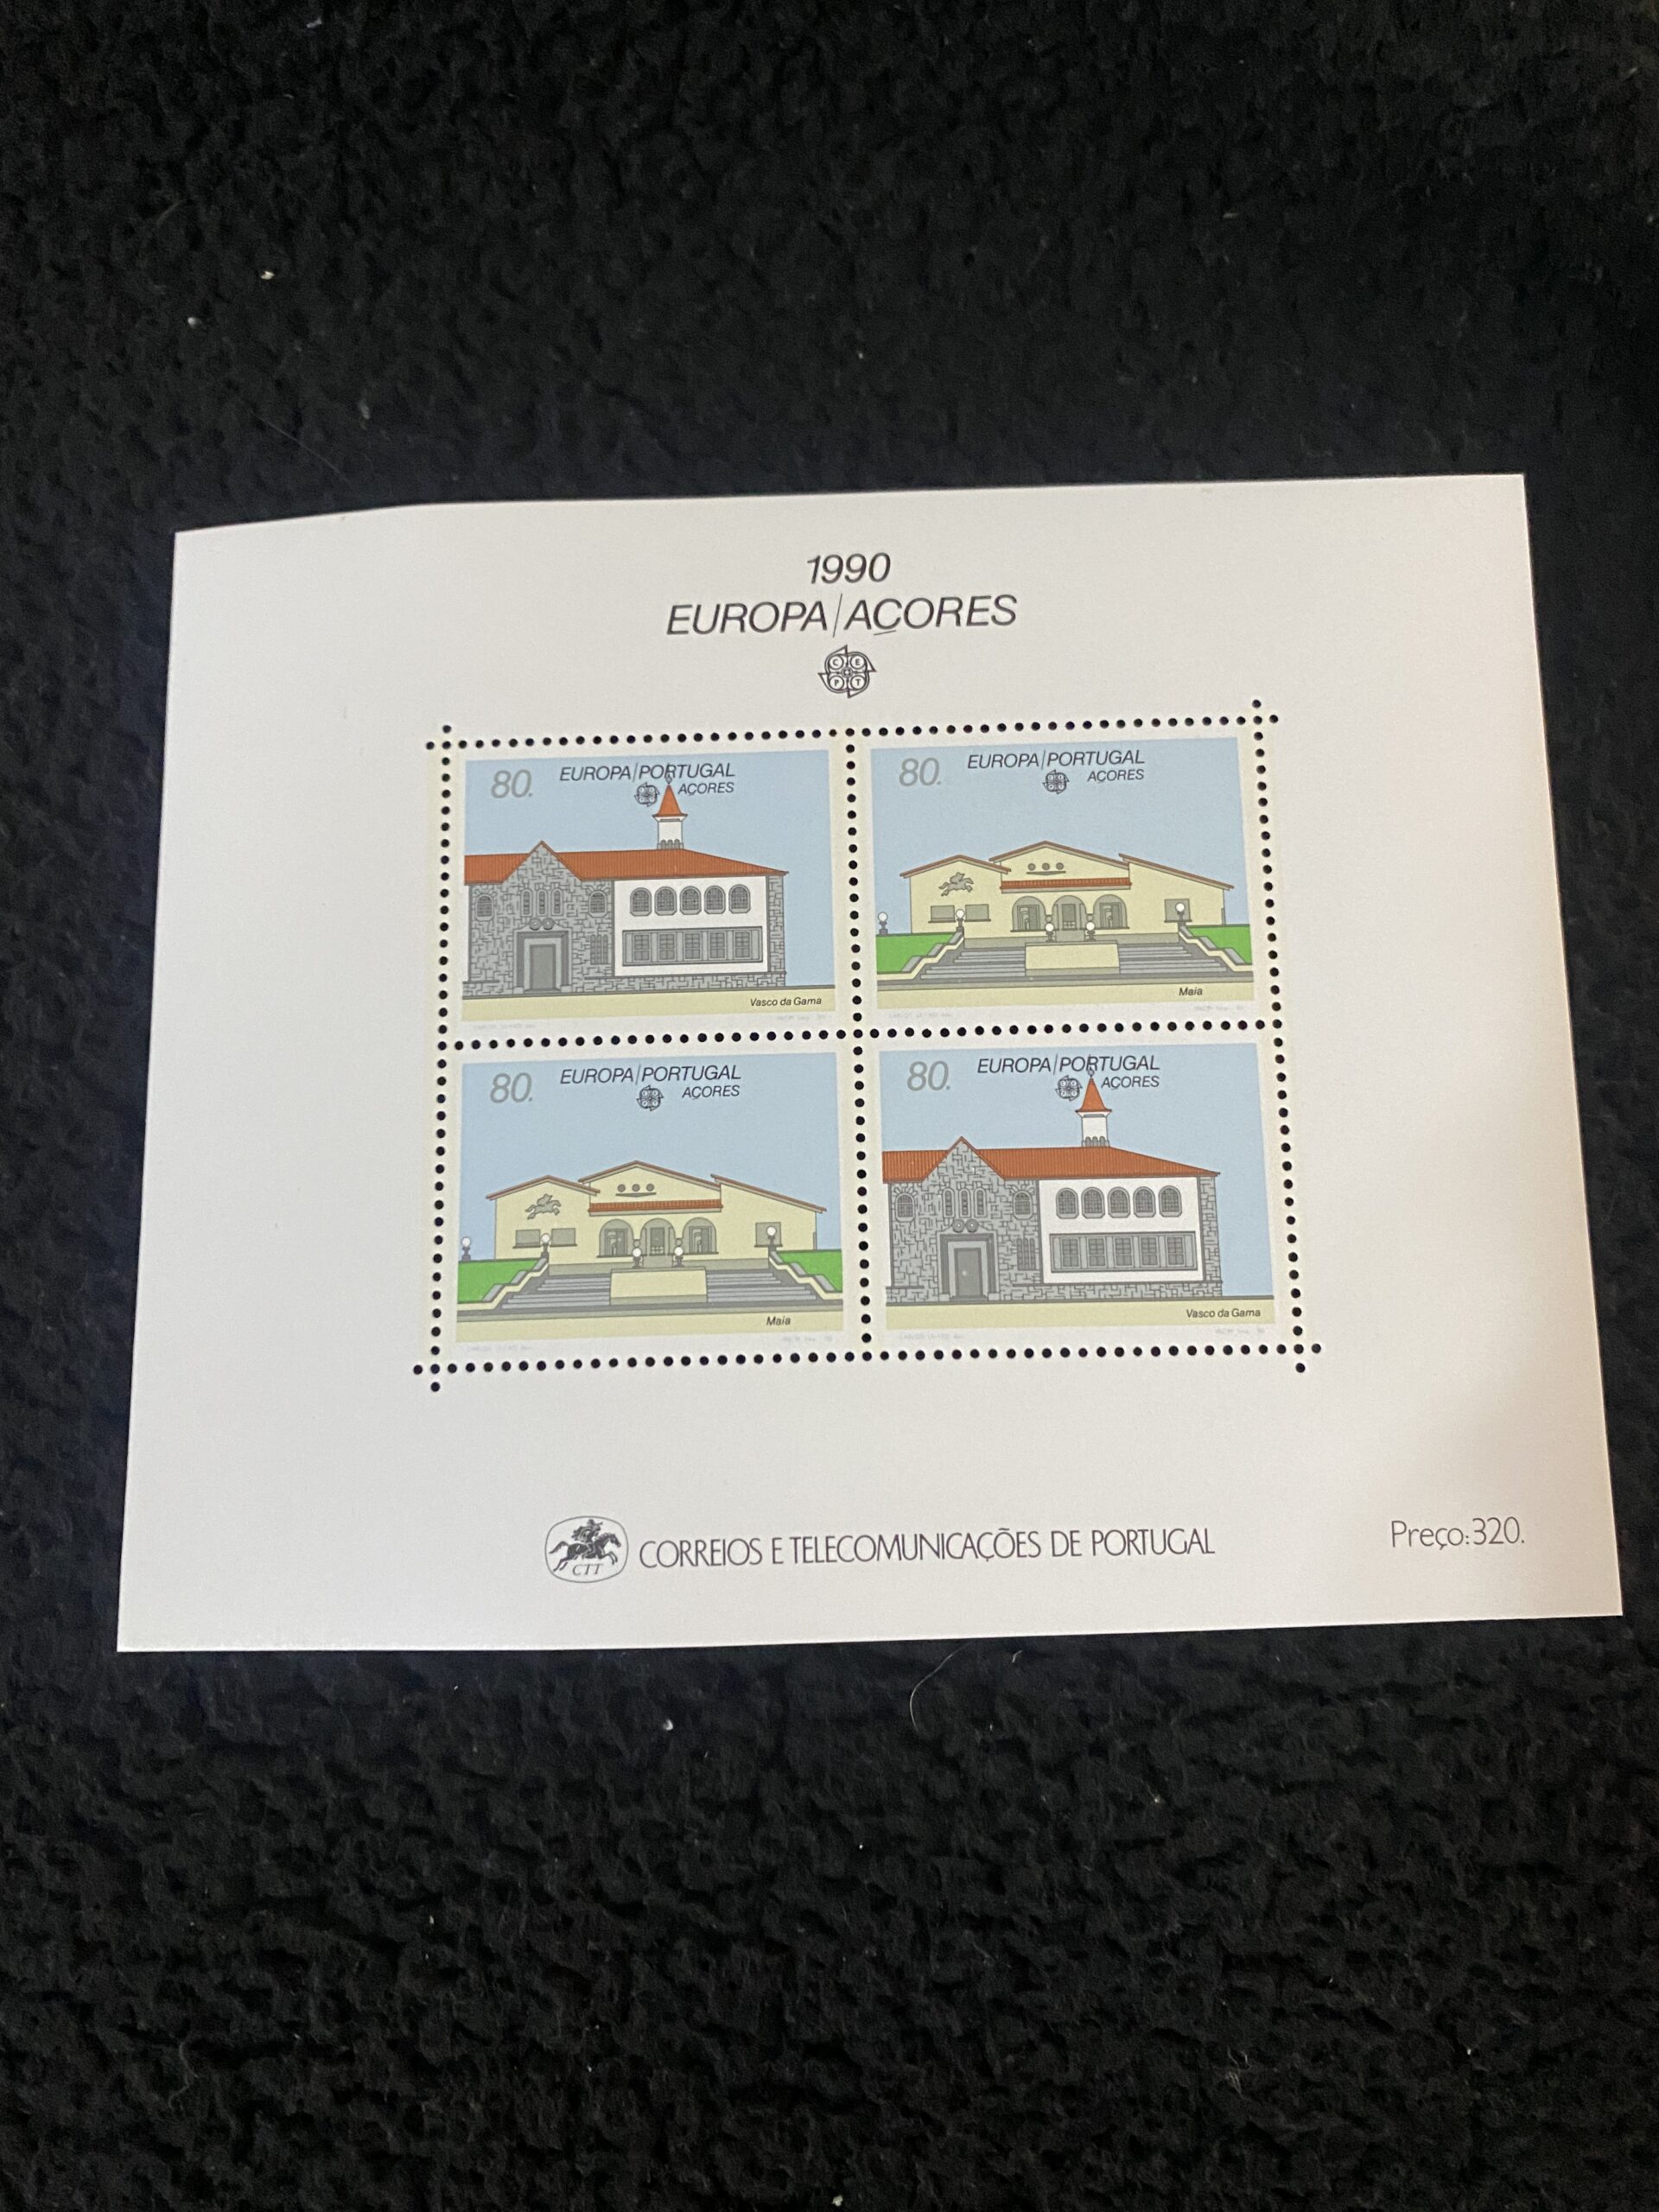 1990
EUROPA/AÇORES
C E
P T
80. EUROPA/PORTUGAL
AÇORES
Vasco da Gama
80. EUROPA/PORTUGAL
AÇORES
Maia
80. EUROPA/PORTUGAL
AÇORES
Maia
80. EUROPA/PORTUGAL
AÇORES
Vasco da Gama
CTT
CORREIOS E TELECOMUNICAÇÕES DE PORTUGAL
Preço:320.